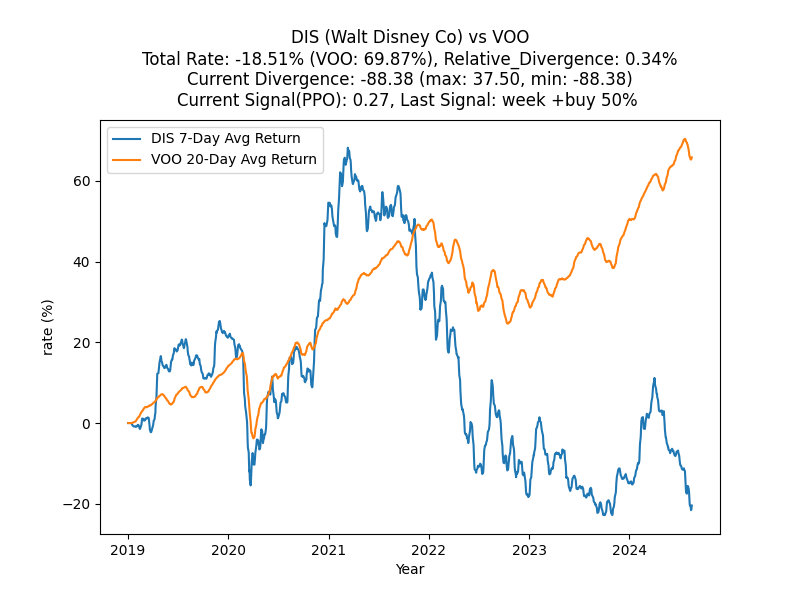 DIS (Walt Disney Co) vs VOO
Total Rate: -18.51% (VOO: 69.87%), Relative_Divergence: 0.34%
Current Divergence: -88.38 (max: 37.50, min: -88.38)
Current Signal(PPO): 0.27, Last Signal: week +buy 50%
DIS 7-Day Avg Return
VOO 20-Day Avg Return
60
40
20
0
−20
rate (%)
2019 2020 2021 2022 2023 2024
Year